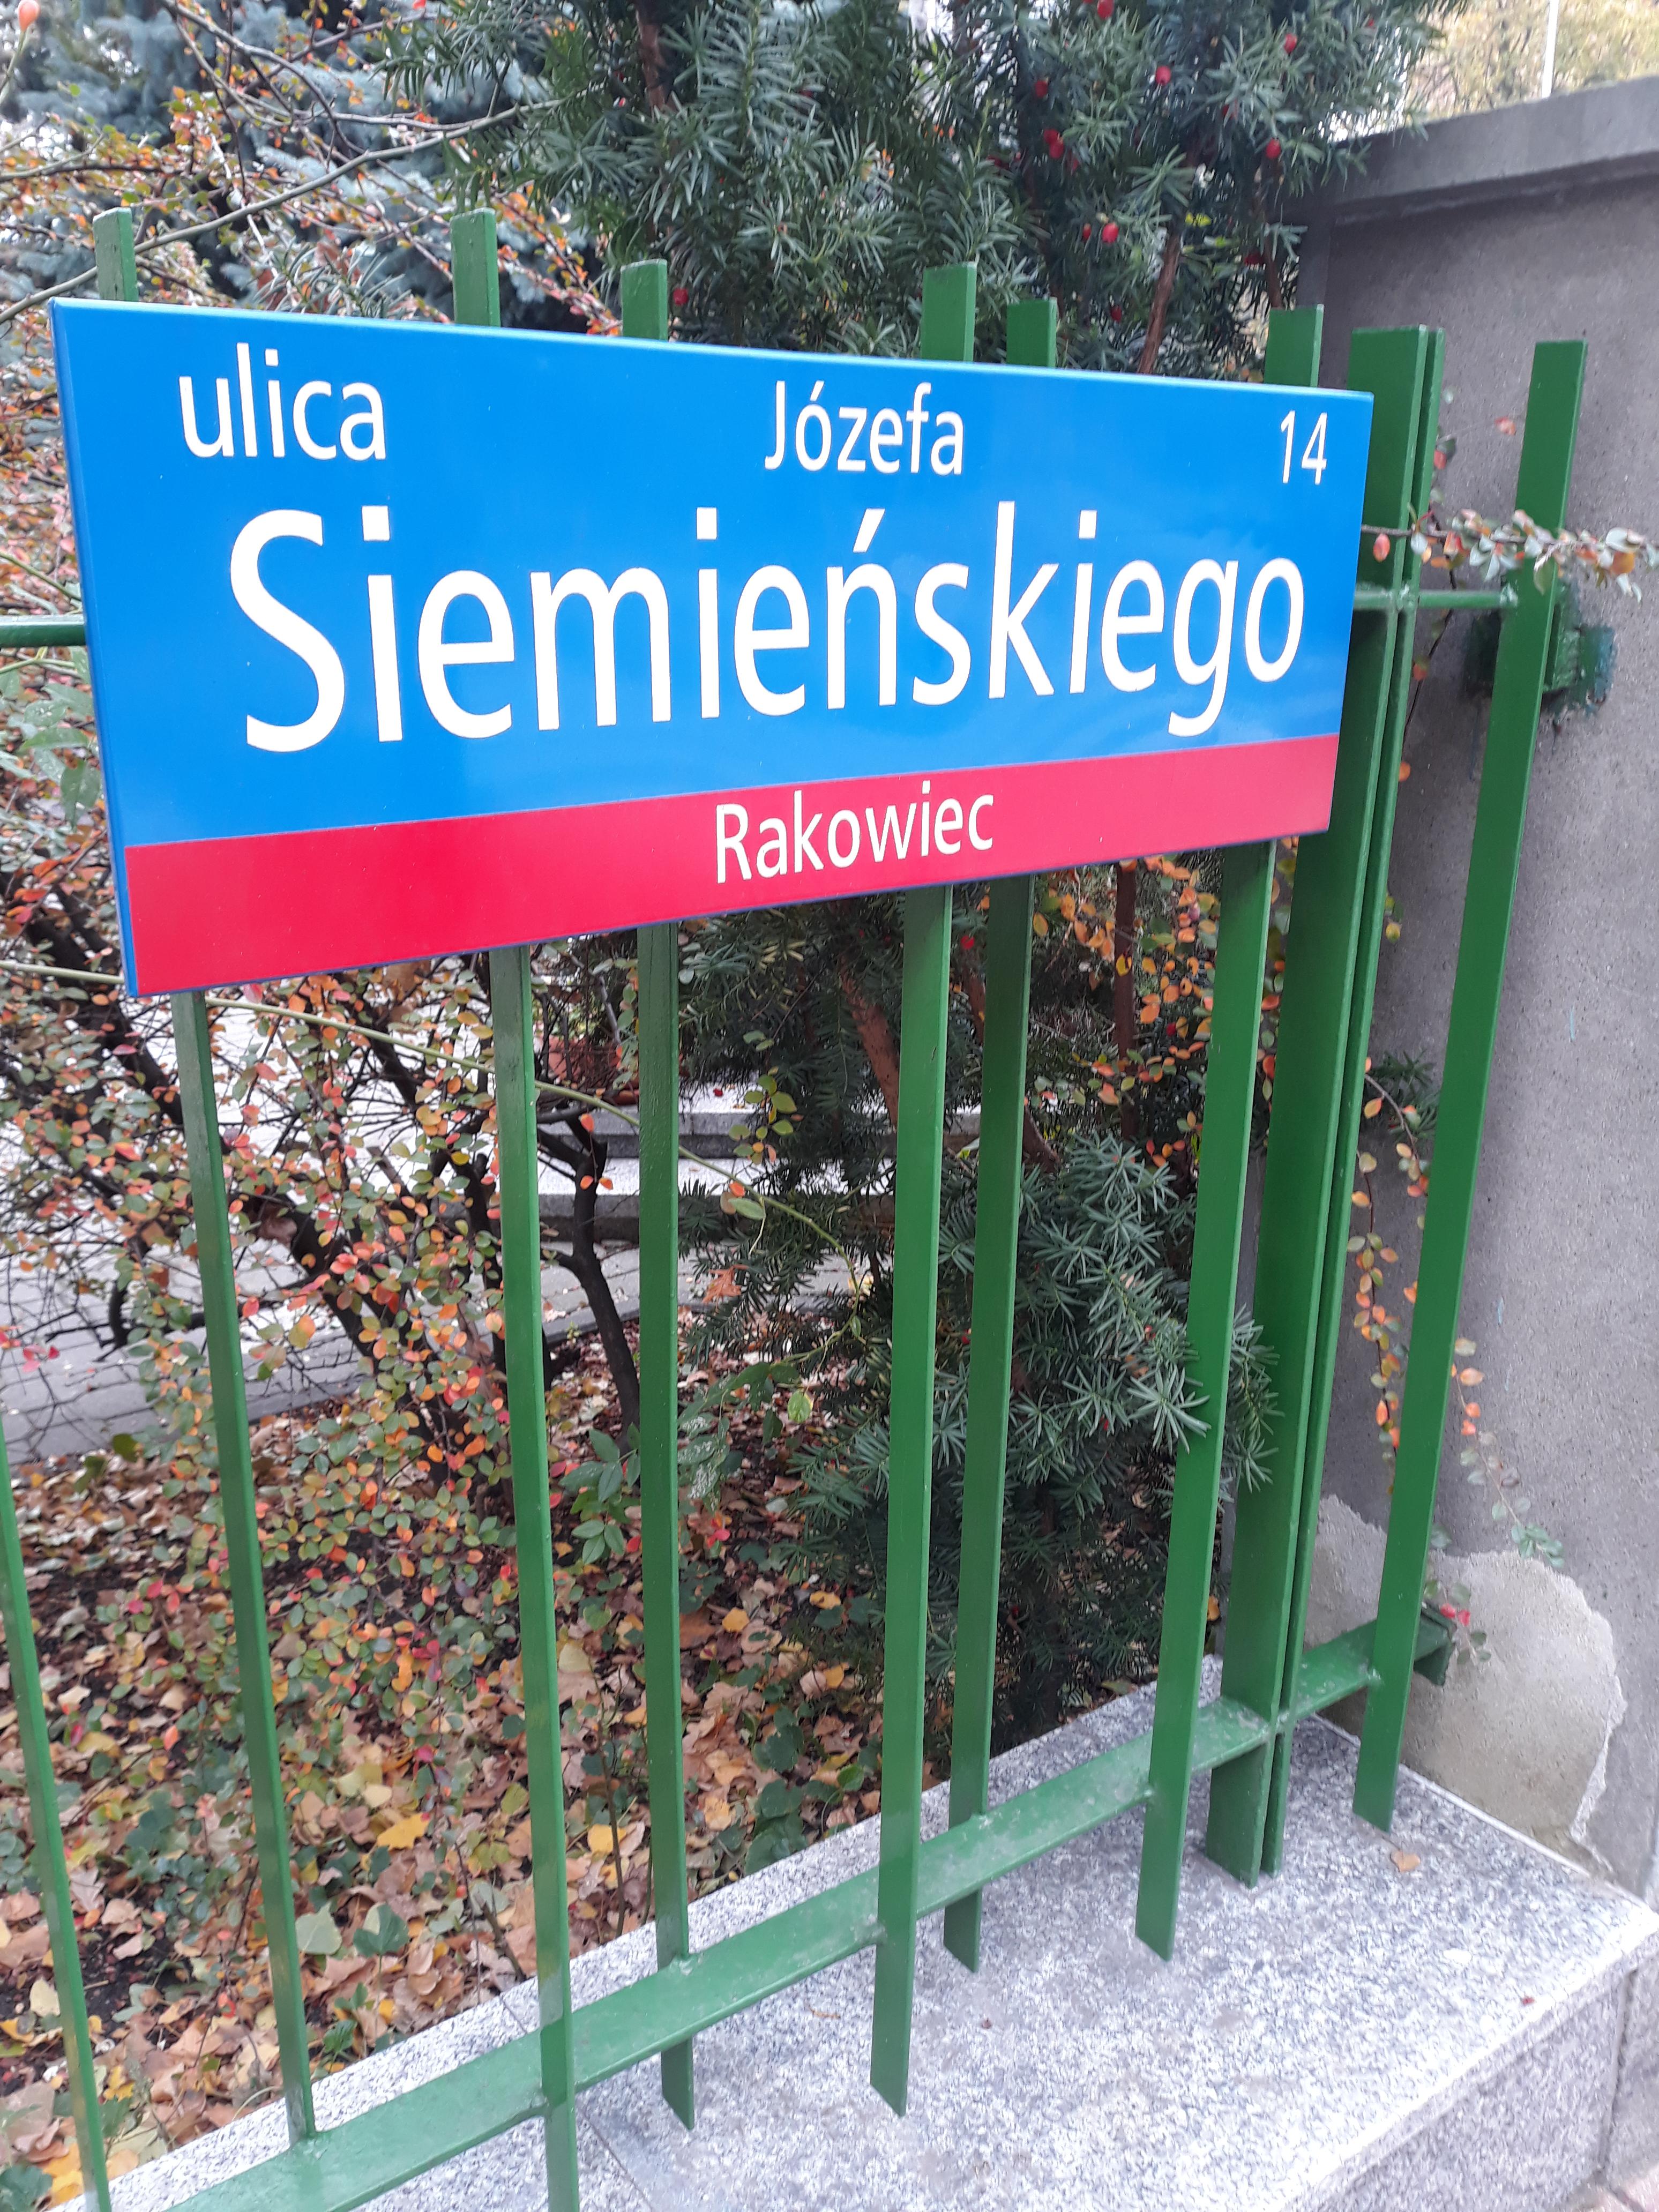 ulica Józefa 14
Siemieńskiego
Rakowiec